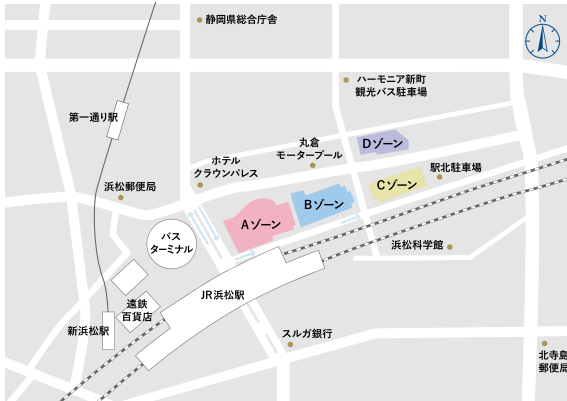 静岡県総合庁舎
N
ハーモニア新町
観光バス駐車場
第一通り駅
Dゾーン
丸倉
モータープール
ホテル
クラウンパレス
駅北駐車場
Cゾーン
浜松郵便局
Bゾーン
Aゾーン
バス
ターミナル
浜松科学館
JR浜松駅
遠鉄
百貨店
新浜松駅
スルガ銀行
北寺島
郵便局